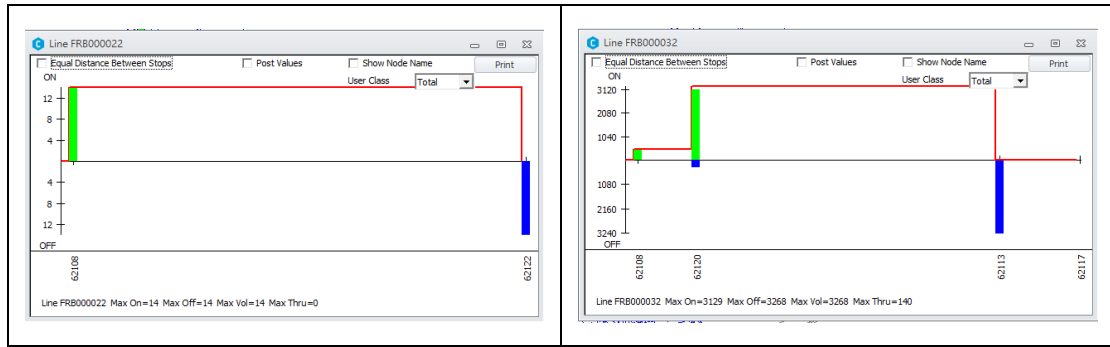 Line FRB000022
Equal Distance Between Stops
Post Values
Show Node Name
Print
ON
User Class
Total
12
8
4
4
8
12
OFF
62108
62122
Line FRB000022 Max On=14 Max Off=14 Max Vol=14 Max Thru=0
Line FRB000032
Equal Distance Between Stops
Post Values
Show Node Name
Print
ON
User Class
Total
3120
2080
1040
1080
2160
3240
OFF
62108
62120
62113
62117
Line FRB000032 Max On=3129 Max Off=3268 Max Vol=3268 Max Thru=140